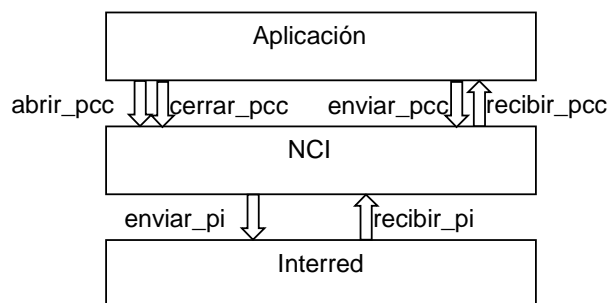 Aplicación
abrir_pcc cerrar_pcc enviar_pcc recibir_pcc
NCI
enviar_pi recibir_pi
Interred